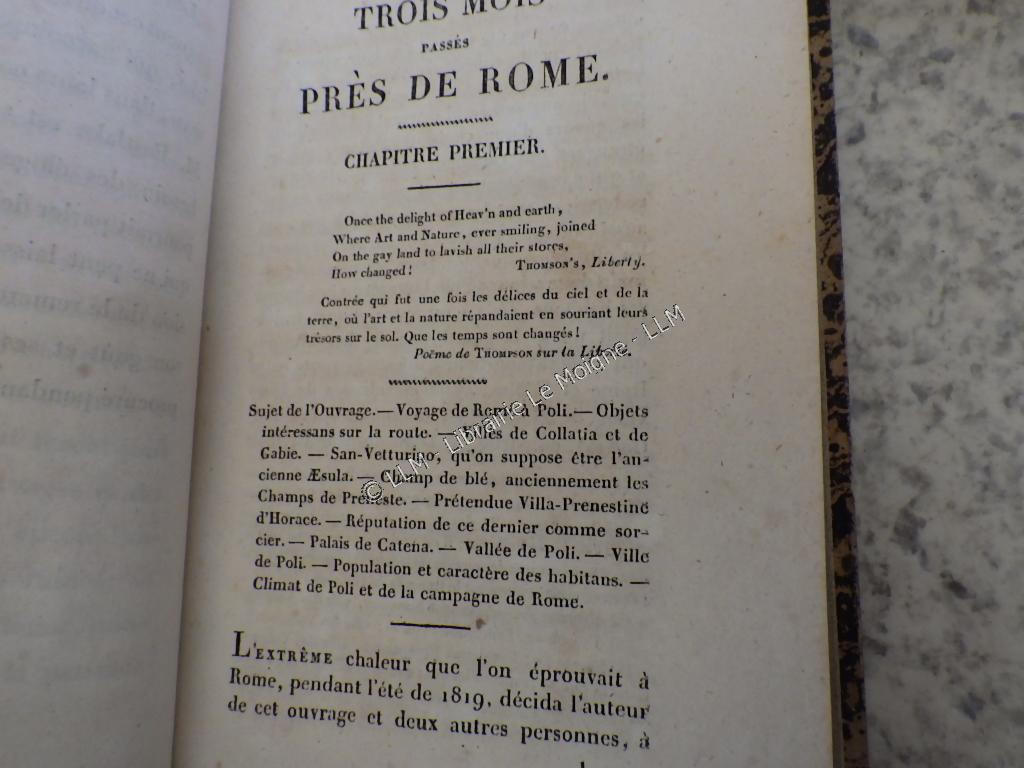 TROIS MOIS
PASSÉS
PRÈS DE ROME.
CHAPITRE PREMIER.
Once the delight of Heav'n and earth,
Where Art and Nature, ever smiling, joined
On the gay land to lavish all their stores,
How changed! THOMSON'S, Liberty.
Contrée qui fut une fois les délices du ciel et de la
terre, où l'art et la nature répandaient en souriant leurs
trésors sur le sol. Que les temps sont changés!
Poëme de THOMPSON sur la
Sujet de l'Ouvrage.—Voyage de Rome à Poli.—Objets
intéressans sur la route. — de Collatia et de
Gabie. — San-Vetturino, qu'on suppose être l'an-
cienne Æsula. — Champ de blé, anciennement les
Champs de Préneste. — Prétendue Villa-Prenestine
d'Horace. — Réputation de ce dernier comme sor-
cier. — Palais de Catena. — Vallée de Poli. — Ville
de Poli. — Population et caractère des habitans. —
Climat de Poli et de la campagne de Rome.
L'EXTRÊME chaleur que l'on éprouvait à
Rome, pendant l'été de 1819, décida l'auteur
de cet ouvrage et deux autres personnes, à
© LLM - Librairie Le Moigne - LLM